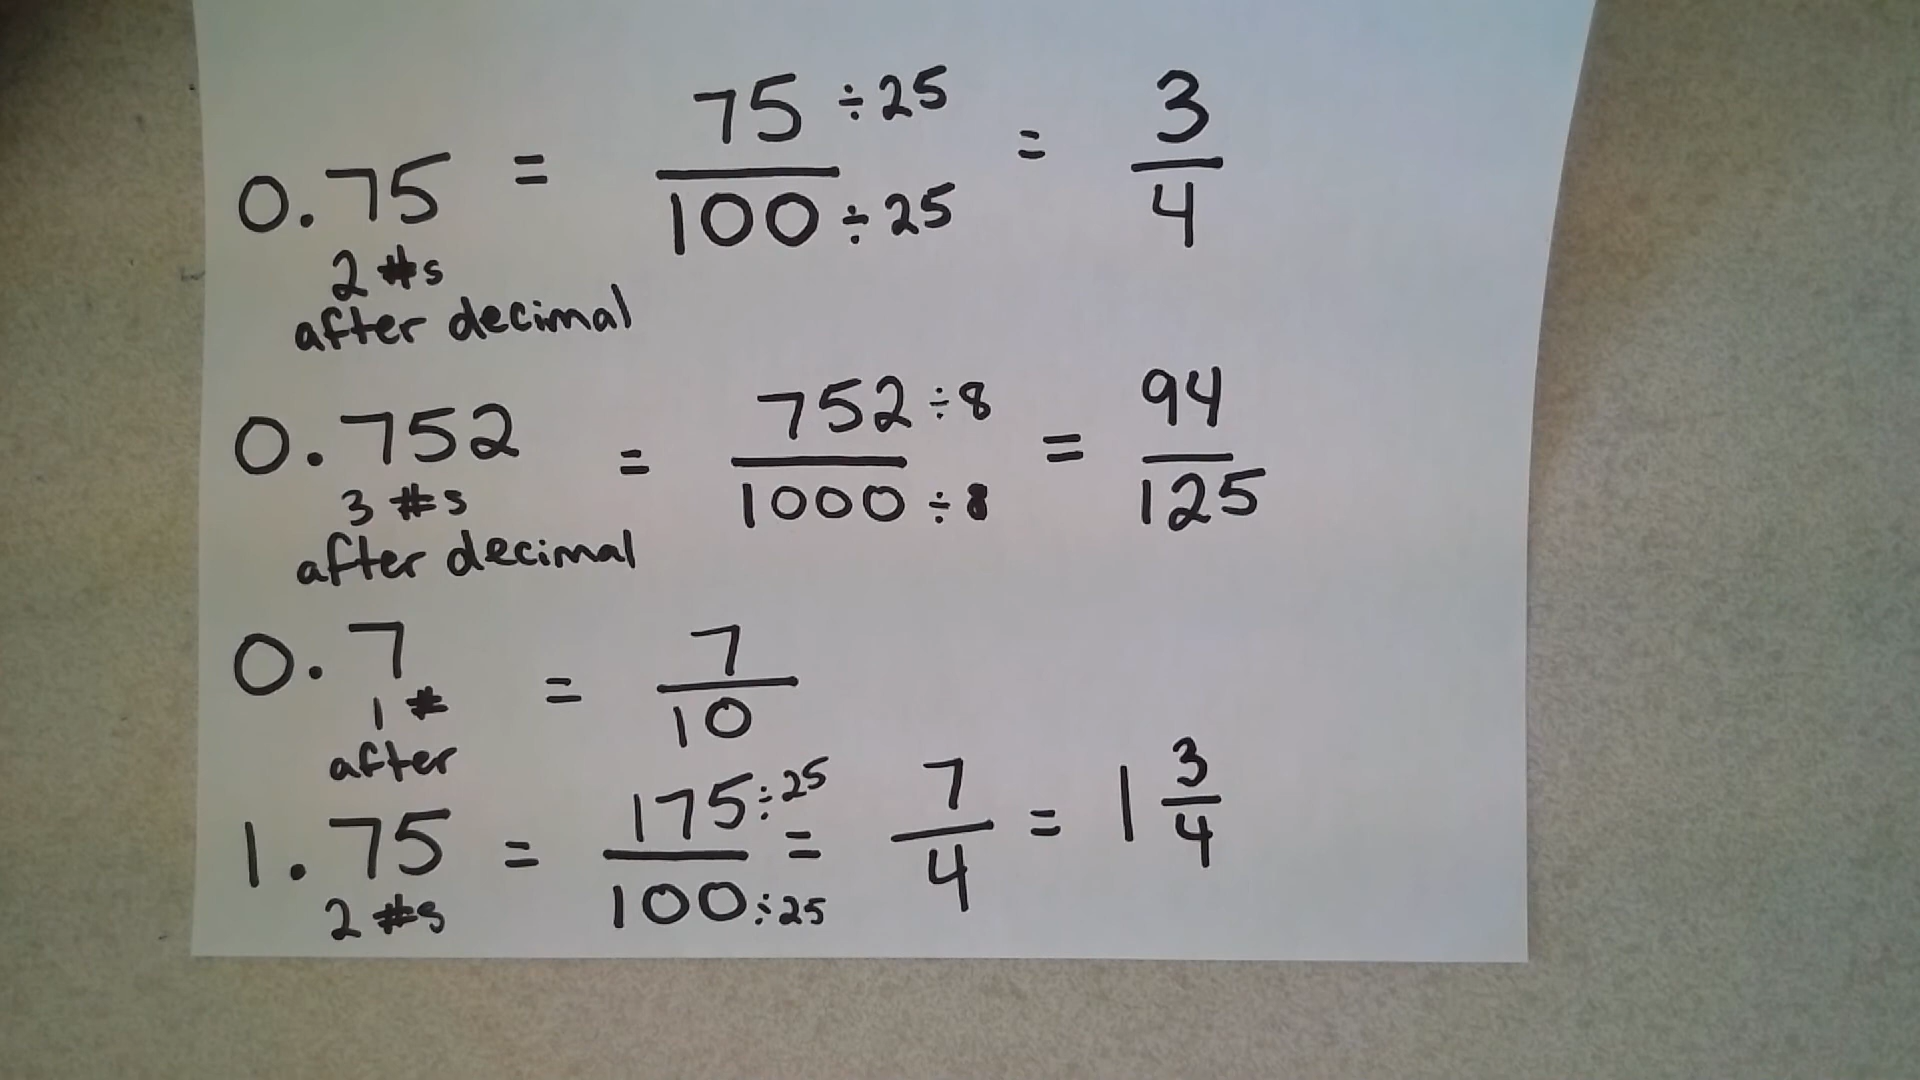 0.75 = 75 ÷ 25 / 100 ÷ 25 = 3/4
2 #s
after decimal
0.752 = 752 ÷ 8 / 1000 ÷ 8 = 94/125
3 #s
after decimal
0.7 = 7/10
1 #
after
1.75 = 175 ÷ 25 / 100 ÷ 25 = 7/4 = 1 3/4
2 #s